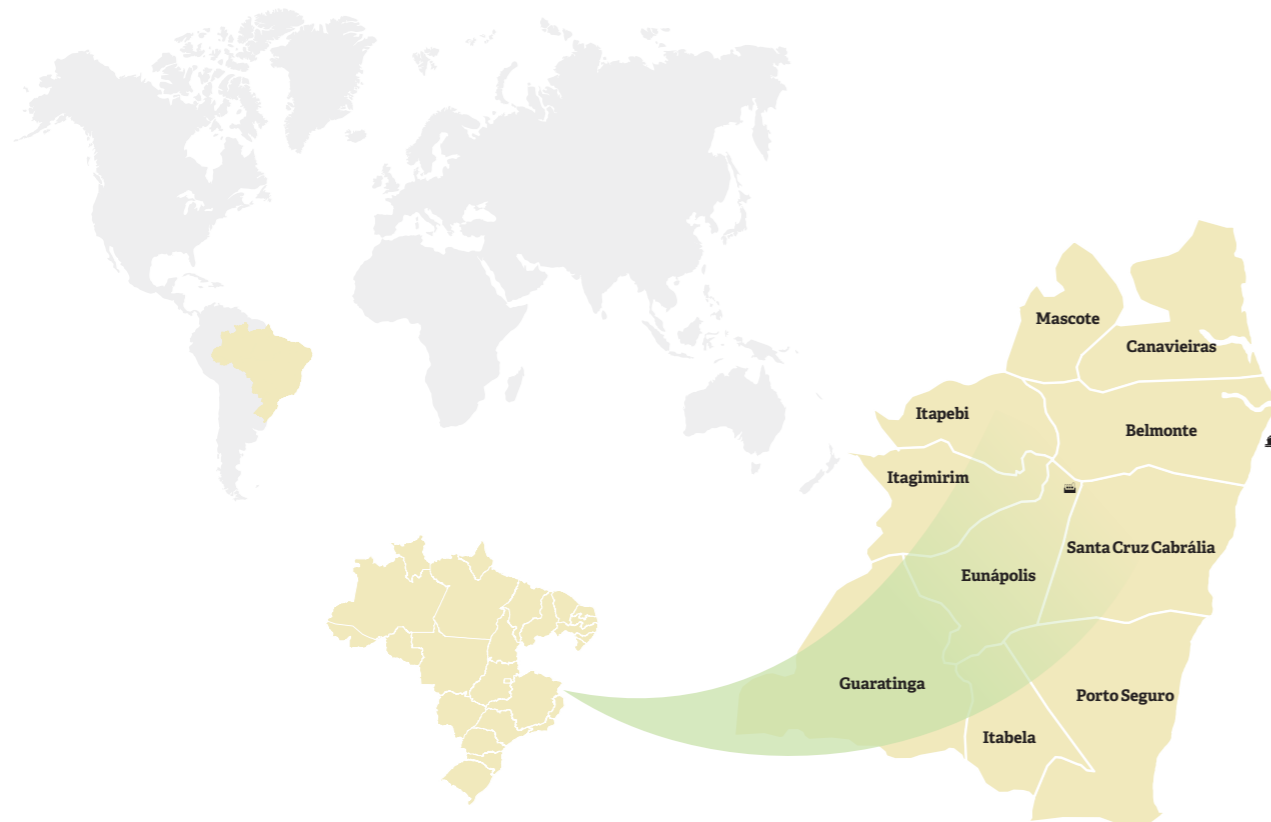 Mascote
Canavieiras
Itapebi
Belmonte
Itagimirim
Santa Cruz Cabrália
Eunápolis
Guaratinga
Porto Seguro
Itabela